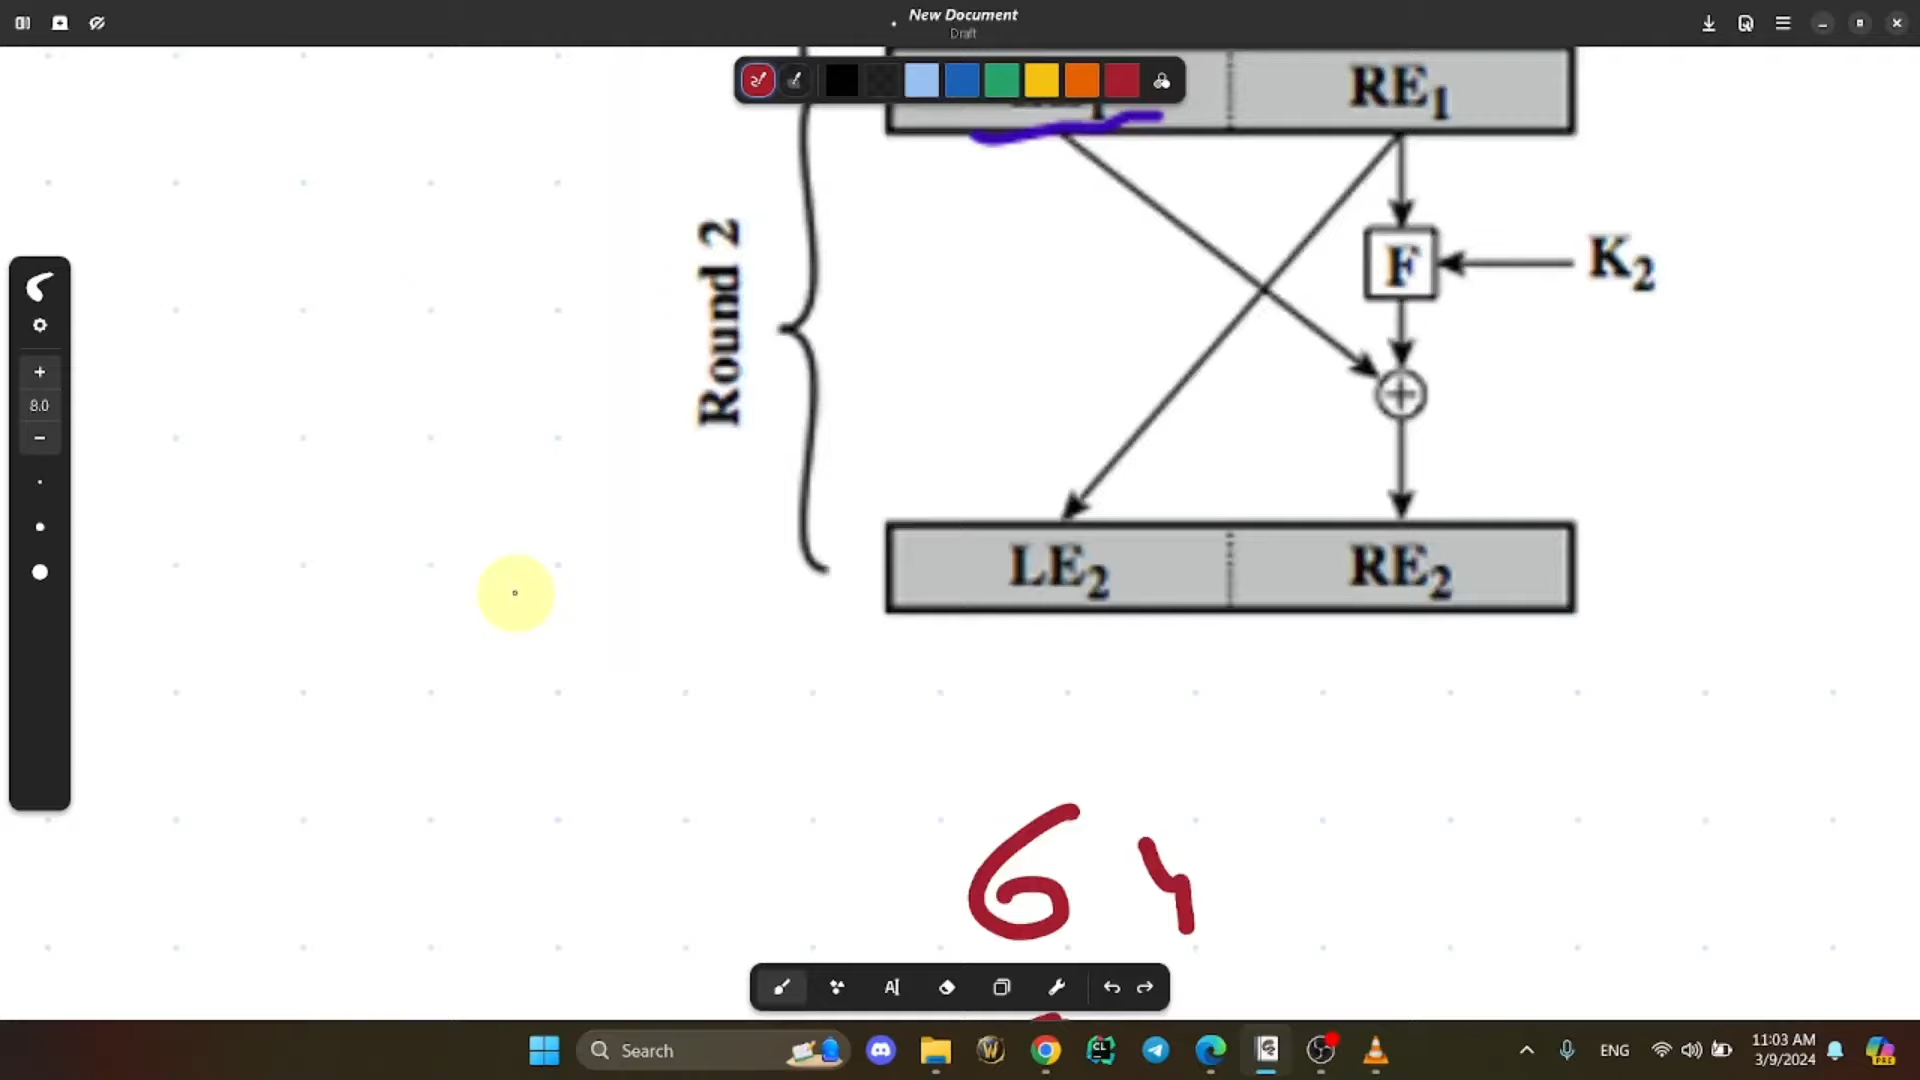 New Document
Draft
RE1
Round 2
F
K2
8.0
LE2
RE2
64
Search
ENG
11:03 AM
3/9/2024